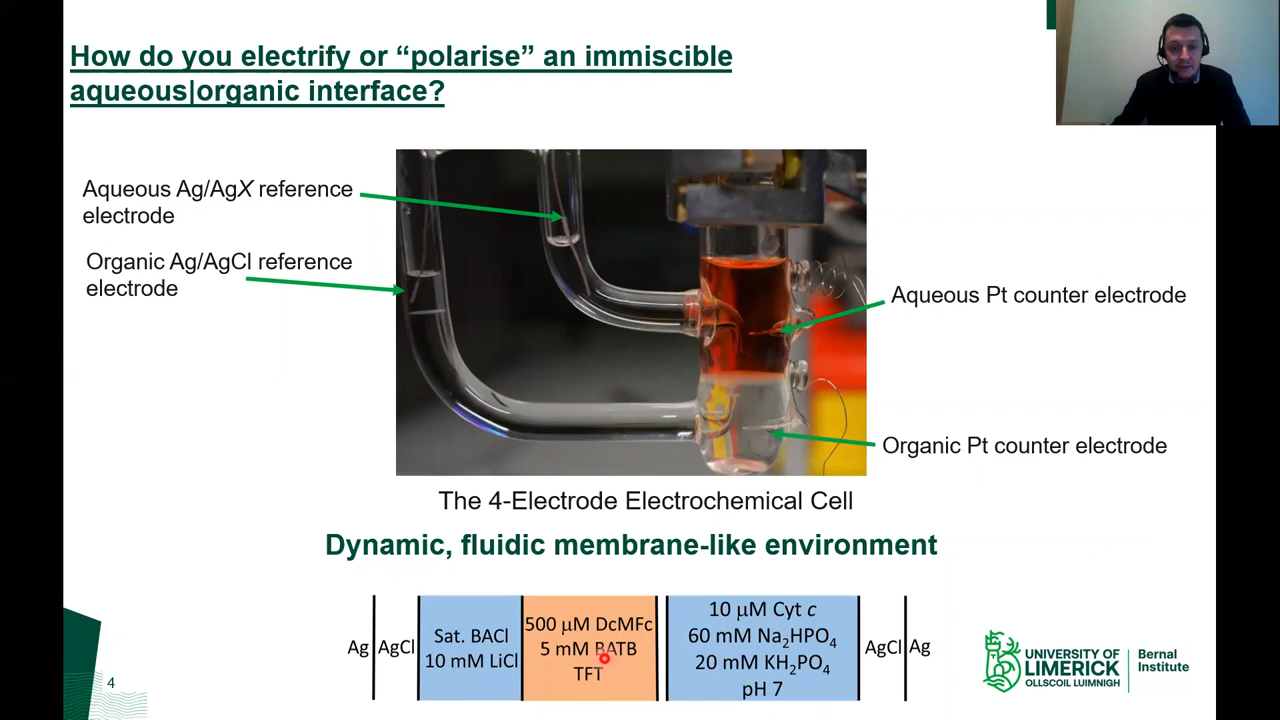 How do you electrify or “polarise” an immiscible
aqueous|organic interface?
Aqueous Ag/AgX reference
electrode
Organic Ag/AgCl reference
electrode
Aqueous Pt counter electrode
Organic Pt counter electrode
The 4-Electrode Electrochemical Cell
Dynamic, fluidic membrane-like environment
Ag
AgCl
Sat. BACl
10 mM LiCl
500 μM DcMFc
5 mM BATB
TFT
10 μM Cyt c
60 mM Na₂HPO₄
20 mM KH₂PO₄
pH 7
AgCl
Ag
4
UNIVERSITY OF
LIMERICK
OLLSCOIL LUIMNIGH
Bernal
Institute